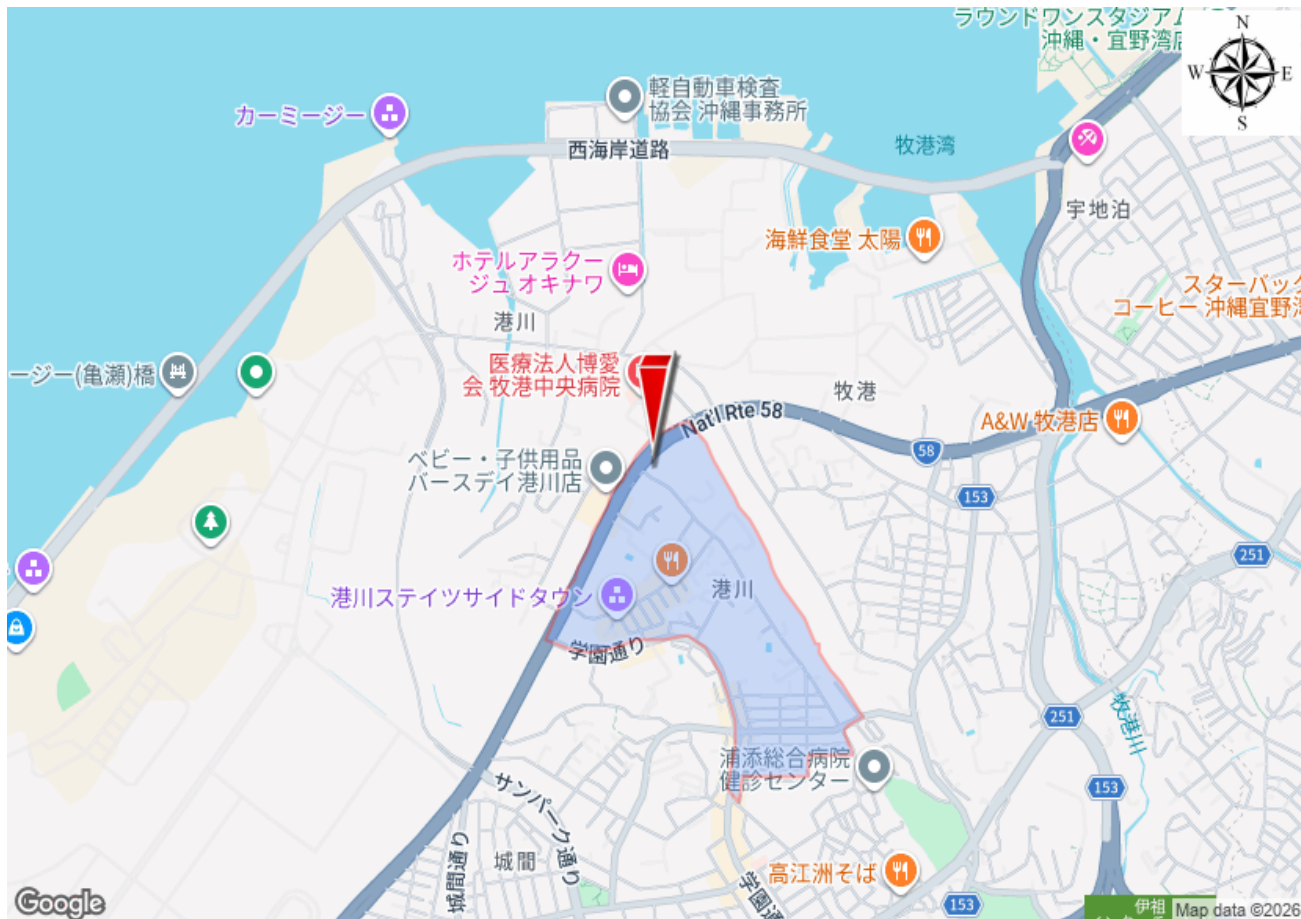 ラウンドワンスタジアム
沖縄・宜野湾店
N
W
E
S
カーミージー
軽自動車検査
協会 沖縄事務所
西海岸道路
牧港湾
宇地泊
海鮮食堂 太陽
ホテルアラクー
ジュ オキナワ
スターバック
コーヒー 沖縄宜野湾
港川
医療法人博愛
会 牧港中央病院
ージー(亀瀬)橋
牧港
Nat'l Rte 58
A&W 牧港店
58
ベビー・子供用品
バースデイ港川店
153
251
港川ステイツサイドタウン
港川
学園通り
251
牧港川
浦添総合病院
健診センター
153
サンパーク通り
城間通り
城間
高江洲そば
学園通
153
伊祖
Google
Map data ©2026